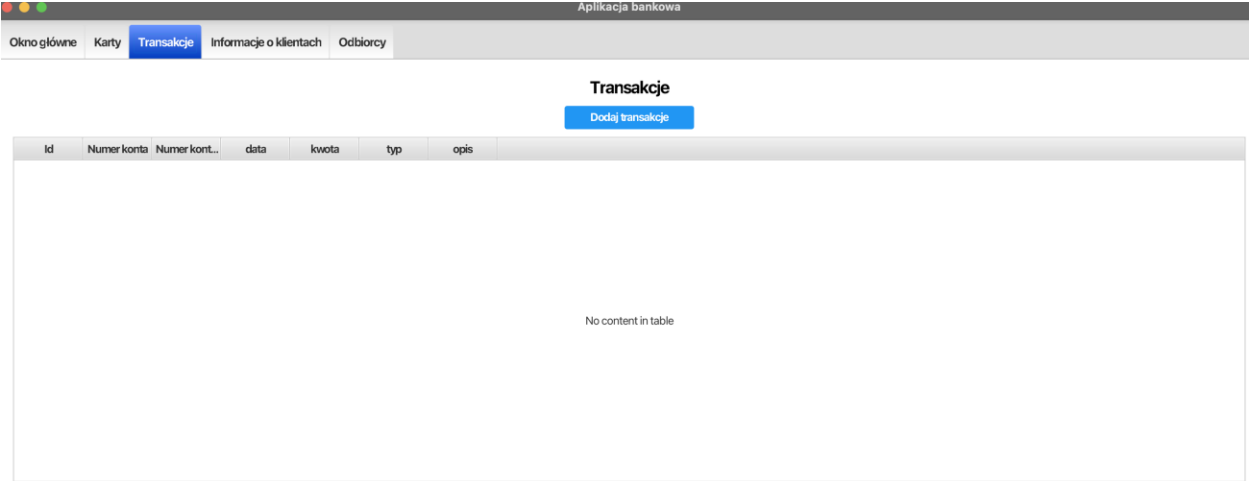 Aplikacja bankowa
Okno główne Karty Transakcje Informacje o klientach Odbiorcy
Transakcje
Dodaj transakcje
Id Numer konta Numer kont... data kwota typ opis
No content in table